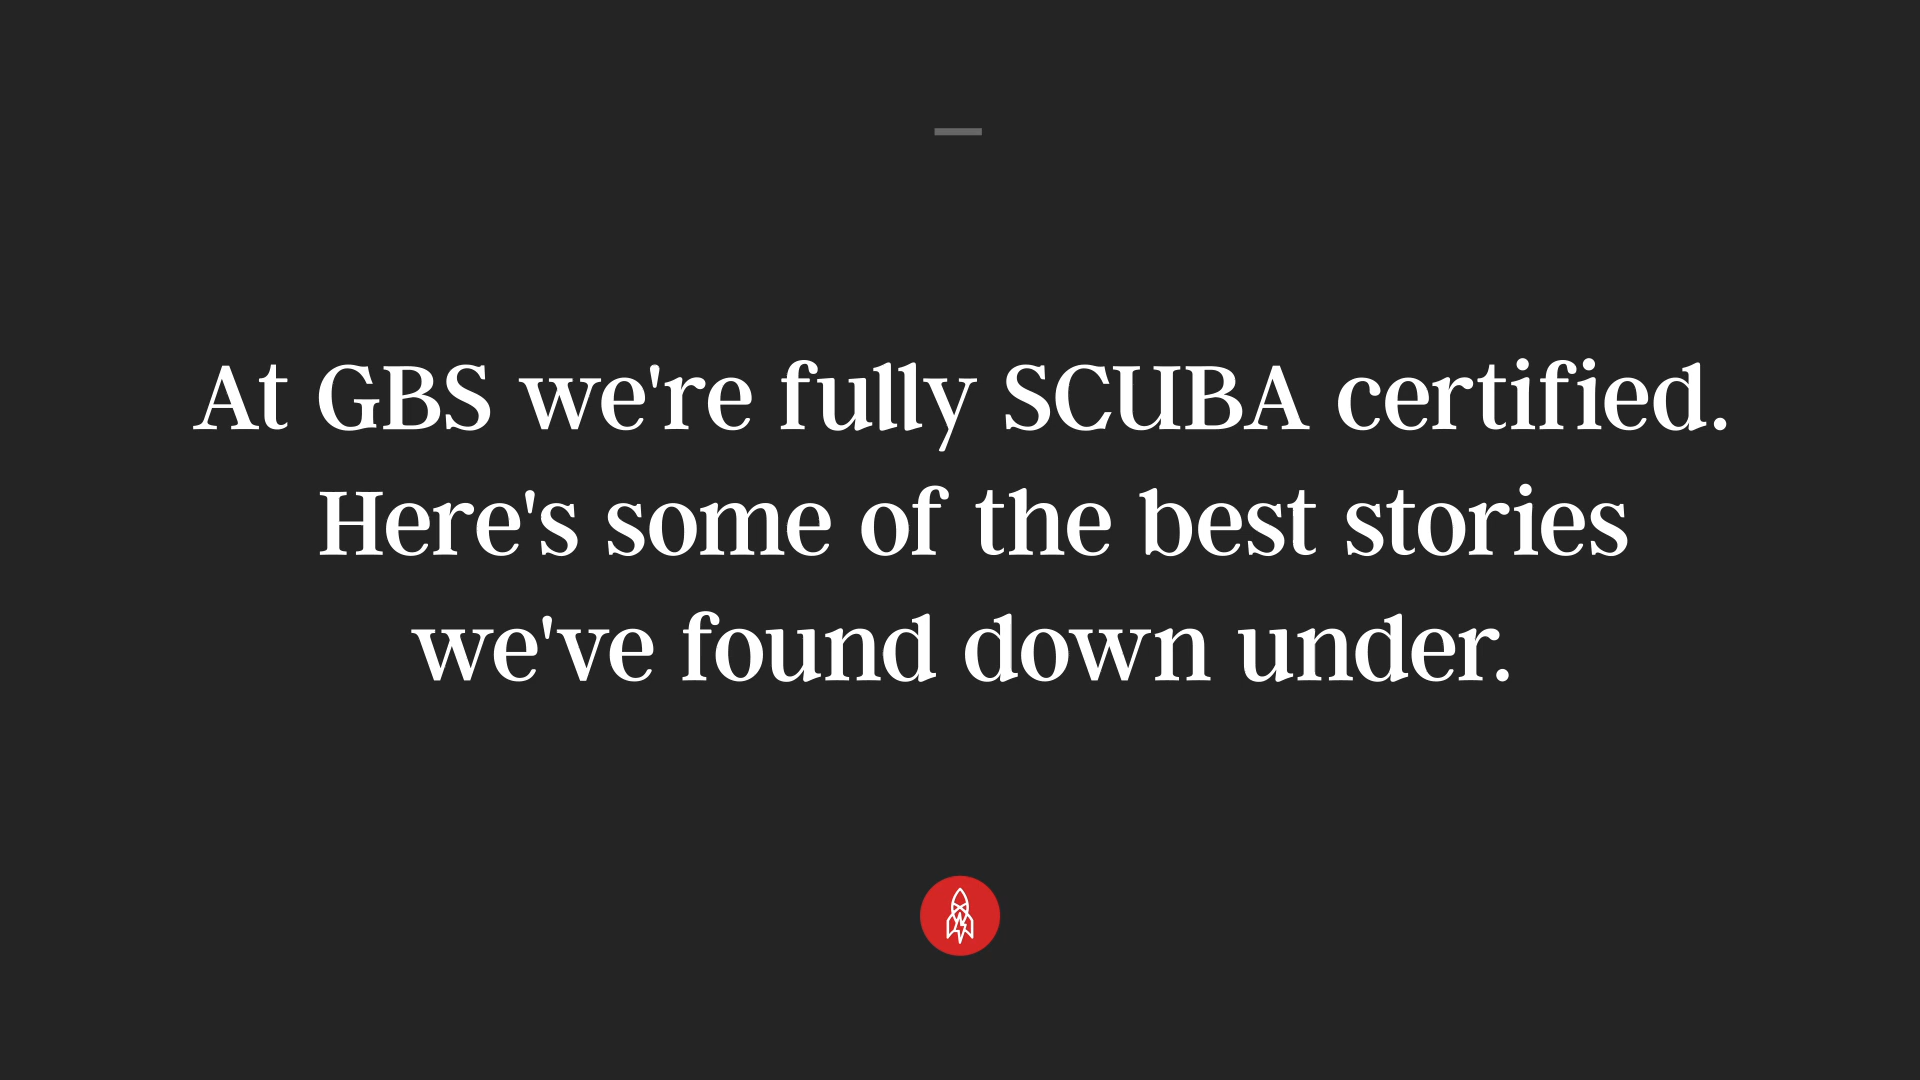 At GBS we're fully SCUBA certified.
Here's some of the best stories
we've found down under.